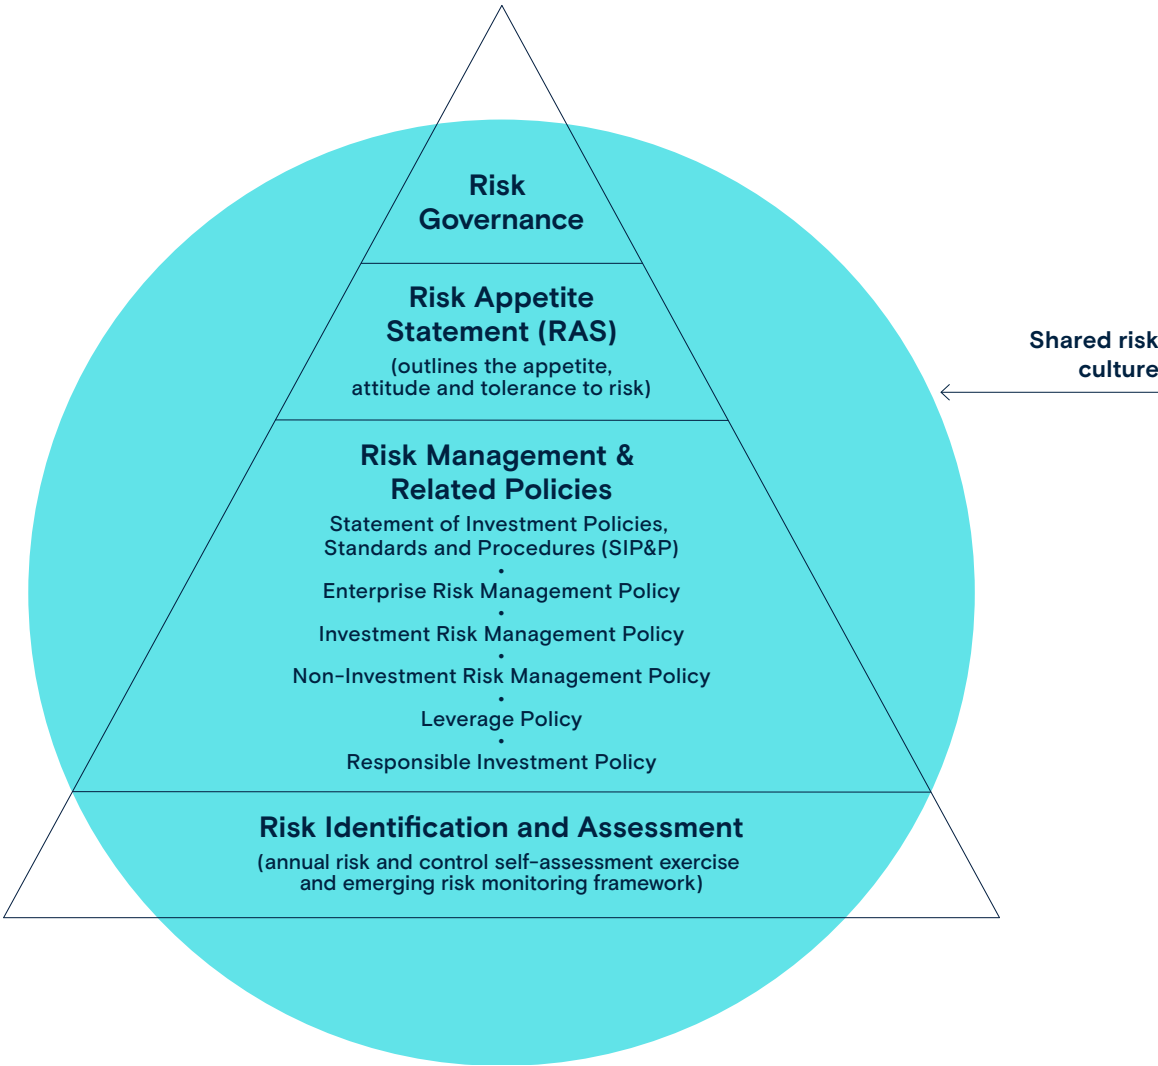 Risk
Governance
Risk Appetite
Statement (RAS)
(outlines the appetite,
attitude and tolerance to risk)
Shared risk
culture
Risk Management &
Related Policies
Statement of Investment Policies,
Standards and Procedures (SIP&P)
•
Enterprise Risk Management Policy
•
Investment Risk Management Policy
•
Non-Investment Risk Management Policy
•
Leverage Policy
•
Responsible Investment Policy
Risk Identification and Assessment
(annual risk and control self-assessment exercise
and emerging risk monitoring framework)